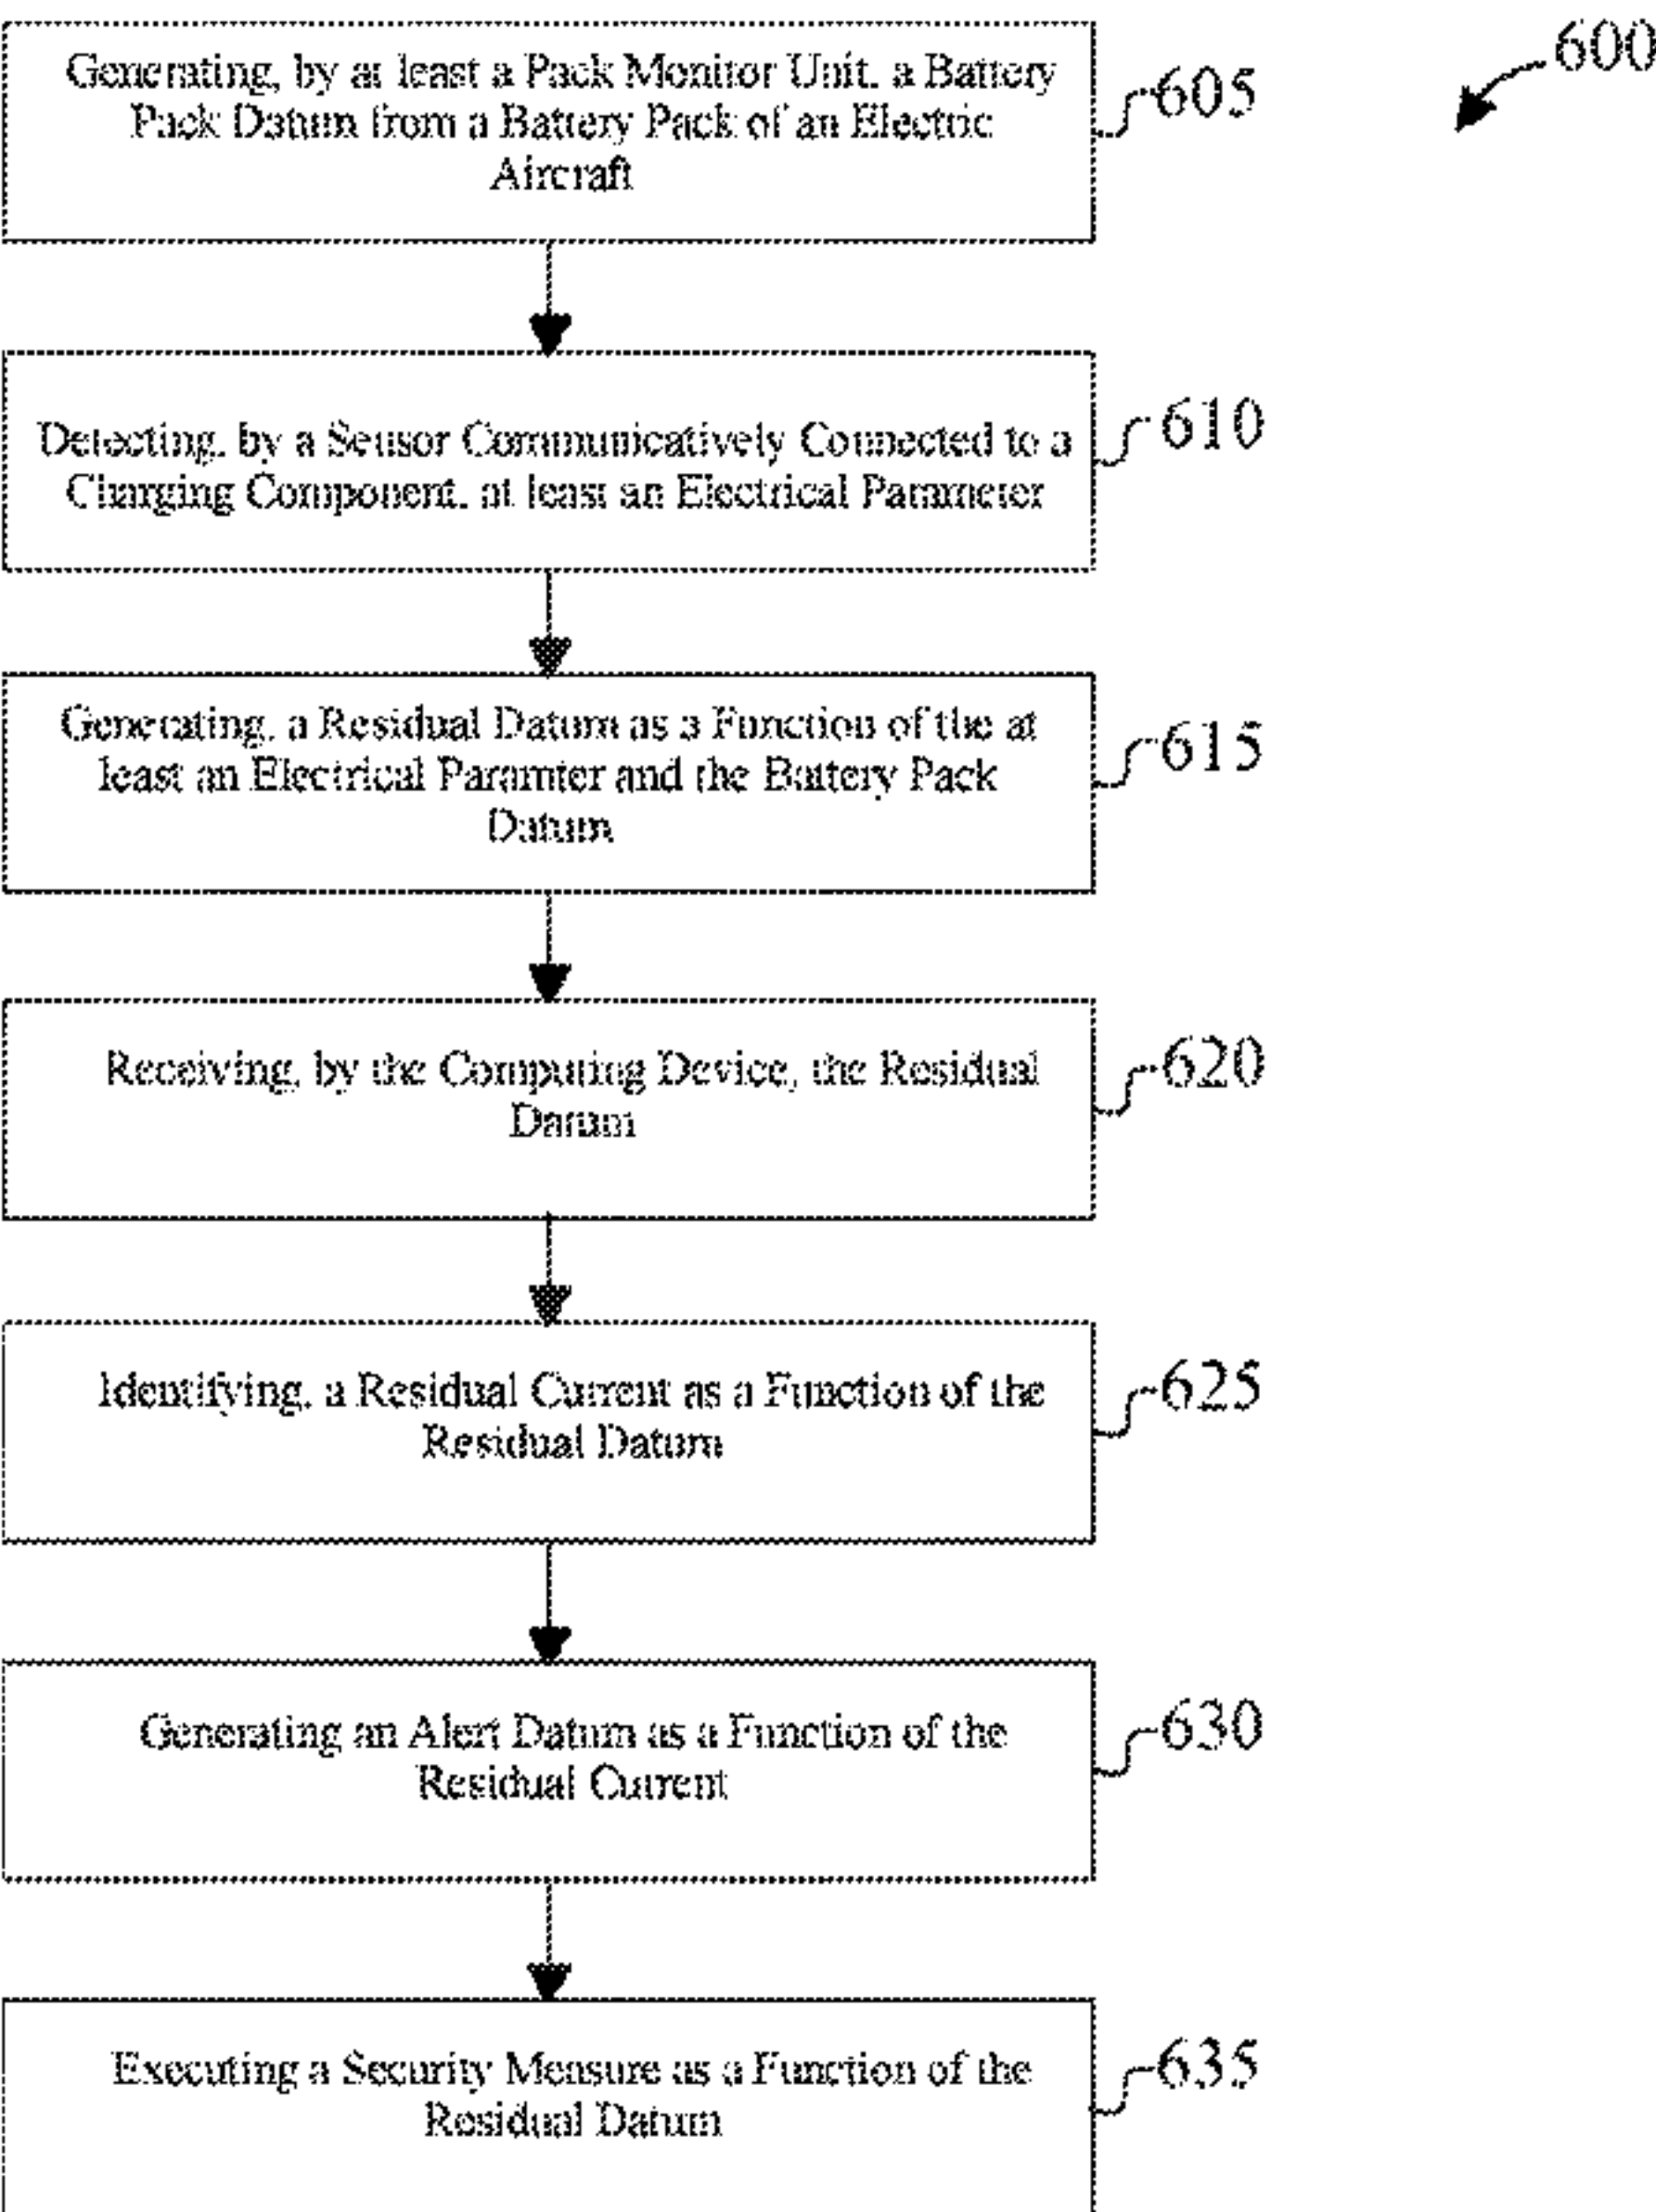 600
Generating, by at least a Pack Monitor Unit, a Battery
Pack Datum from a Battery Pack of an Electric
Aircraft
605
Detecting, by a Sensor Communicatively Connected to a
Charging Component, at least an Electrical Parameter
610
Generating, a Residual Datum as a Function of the at
least an Electrical Paramter and the Battery Pack
Datum
615
Receiving, by the Computing Device, the Residual
Datum
620
Identifying, a Residual Current as a Function of the
Residual Datum
625
Generating an Alert Datum as a Function of the
Residual Current
630
Executing a Security Measure as a Function of the
Residual Datum
635